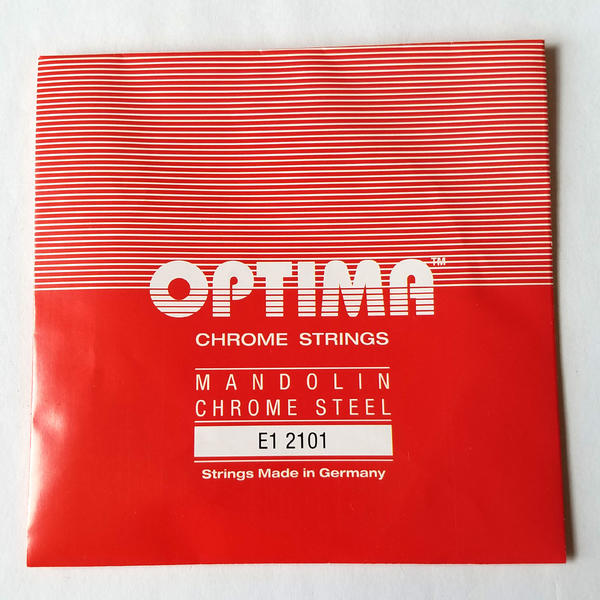 OPTIMA™
CHROME STRINGS
MANDOLIN
CHROME STEEL
E1 2101
Strings Made in Germany